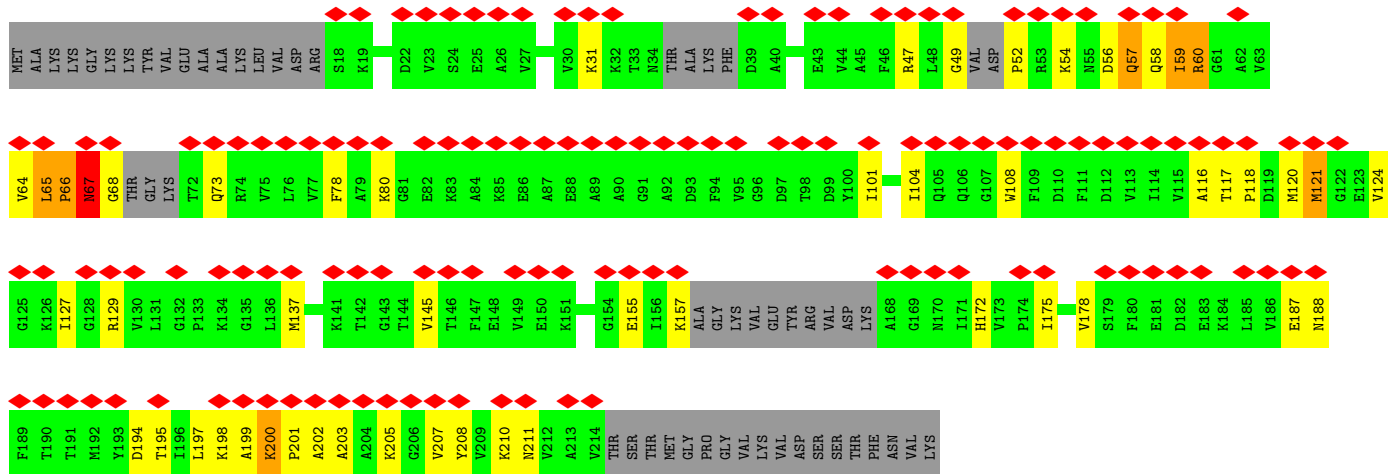 MET ALA LYS LYS GLY LYS LYS TYR VAL GLU ALA ALA LYS LEU VAL ASP ARG S18 K19 D22 V23 S24 E25 A26 V27 V30 K31 K32 T33 N34 THR ALA LYS PHE D39 A40 E43 V44 A45 F46 R47 L48 G49 VAL ASP P52 R53 K54 N55 D56 Q57 Q58 I59 R60 G61 A62 V63
V64 L65 P66 N67 G68 THR GLY LYS T72 Q73 R74 V75 L76 V77 F78 A79 K80 G81 E82 K83 A84 K85 E86 A87 E88 A89 A90 G91 A92 D93 F94 V95 G96 D97 T98 D99 Y100 I101 I104 Q105 Q106 G107 W108 F109 D110 F111 D112 V113 I114 V115 A116 T117 P118 D119 M120 M121 G122 E123 V124
G125 K126 I127 G128 R129 V130 L131 G132 P133 K134 G135 L136 M137 K141 T142 G143 T144 V145 T146 F147 E148 V149 E150 K151 G154 E155 I156 K157 ALA GLY LYS VAL GLU TYR ARG VAL ASP LYS A168 G169 N170 I171 H172 V173 P174 I175 V178 S179 F180 E181 D182 E183 K184 L185 V186 E187 N188
F189 T190 T191 M192 Y193 D194 T195 I196 L197 K198 A199 K200 P201 A202 A203 A204 K205 G206 V207 Y208 V209 K210 N211 V212 A213 V214 THR SER THR MET GLY PRO GLY VAL LYS VAL ASP SER SER THR PHE ASN VAL LYS